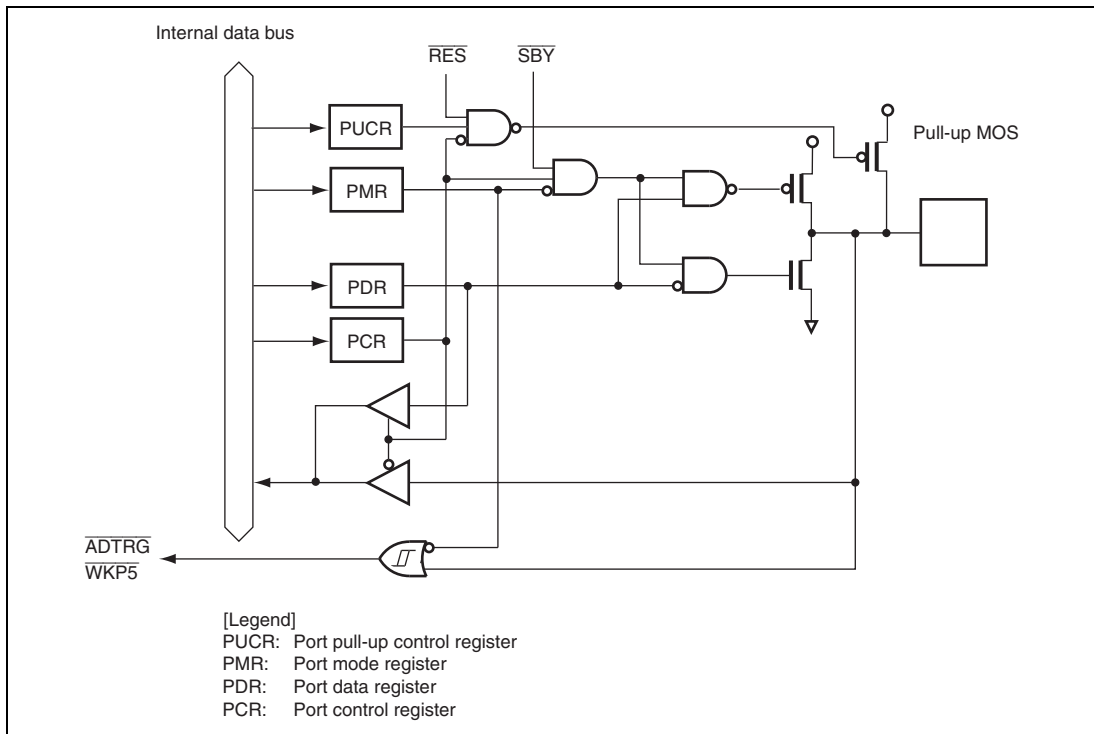 Internal data bus
RES
SBY
PUCR
Pull-up MOS
PMR
PDR
PCR
ADTRG
WKP5
[Legend]
PUCR: Port pull-up control register
PMR: Port mode register
PDR: Port data register
PCR: Port control register